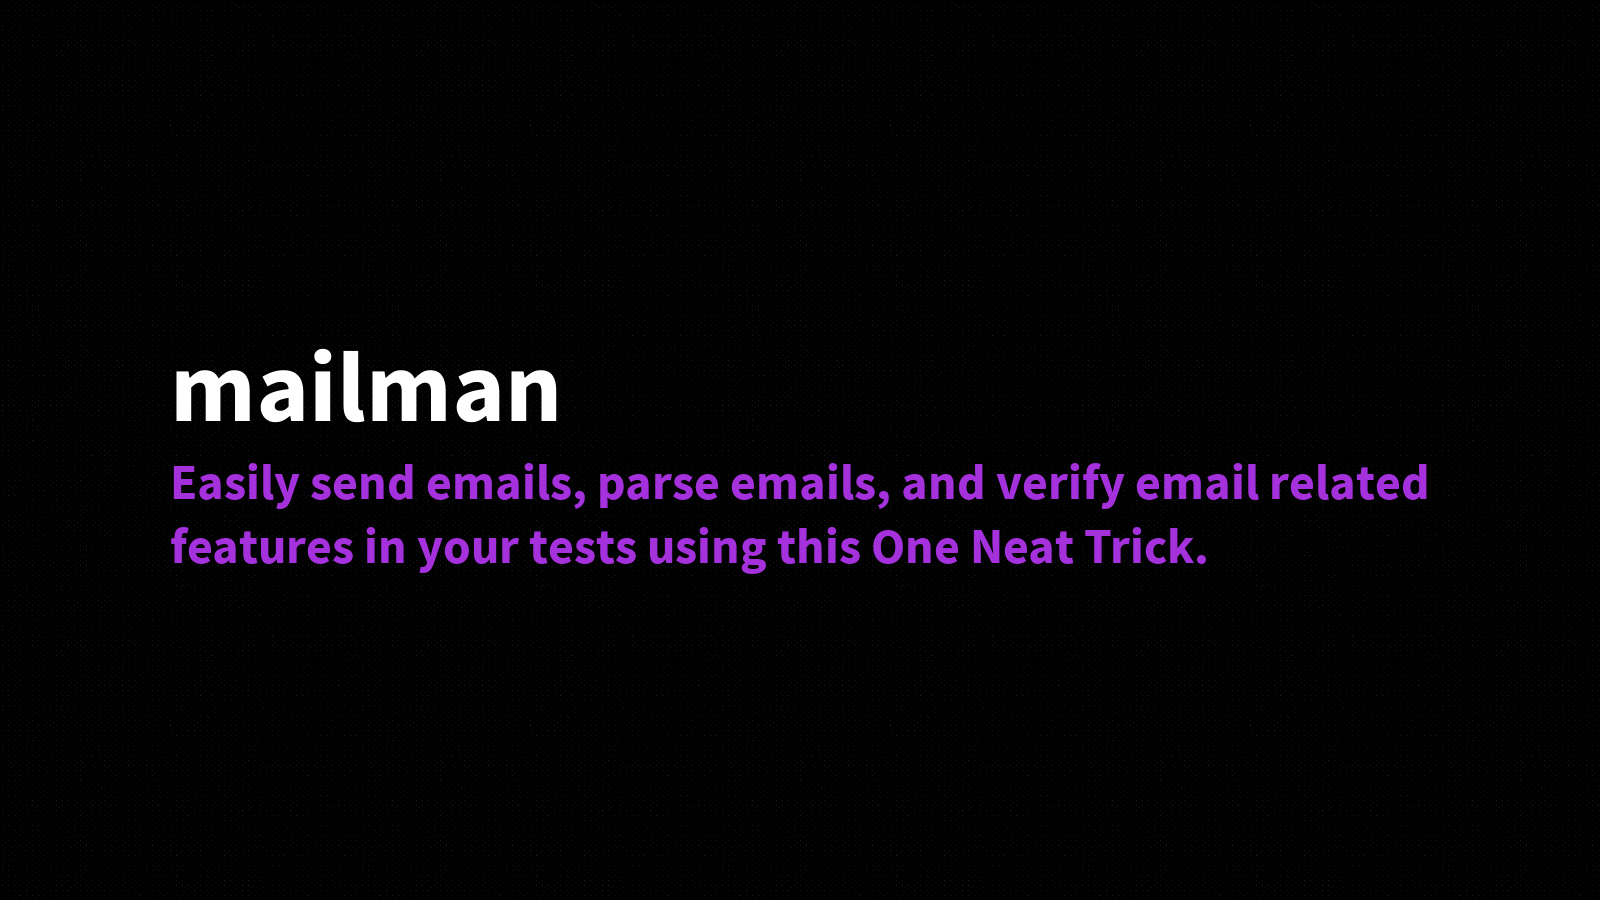 mailman
Easily send emails, parse emails, and verify email related
features in your tests using this One Neat Trick.